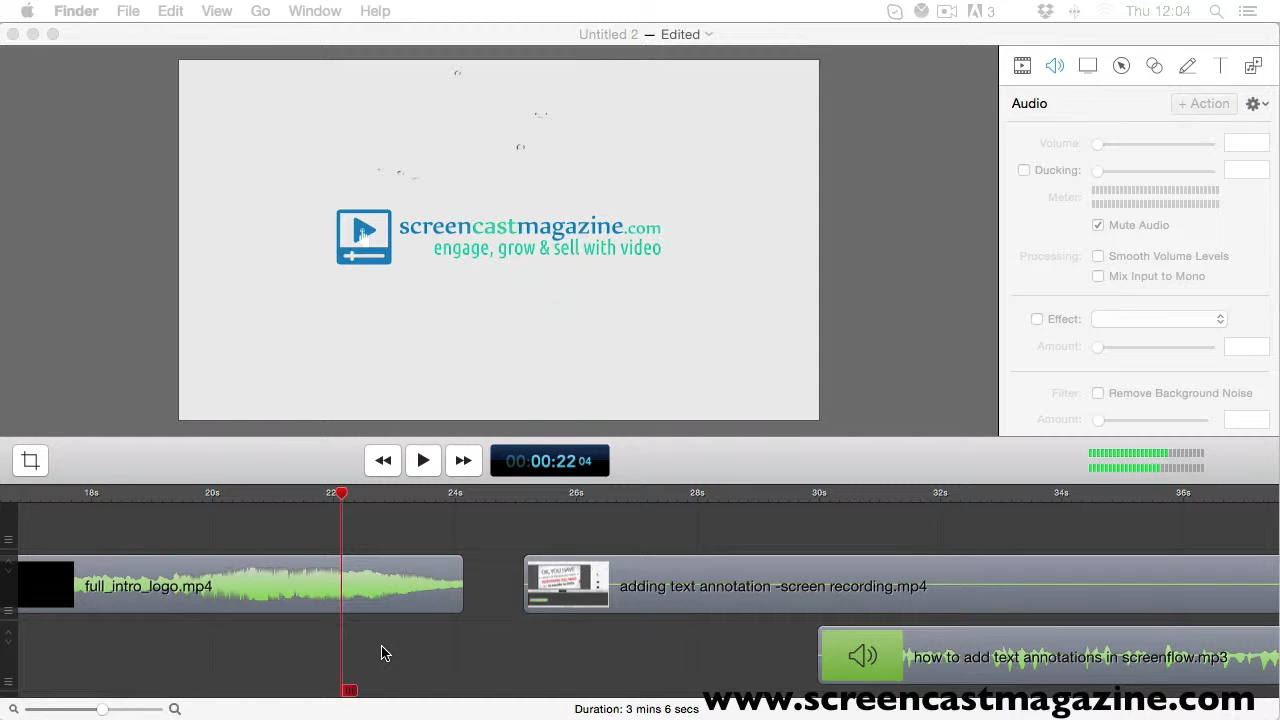 Finder File Edit View Go Window Help
3 Thu 12:04
Untitled 2 — Edited
screencastmagazine.com
engage, grow & sell with video
Audio
+ Action
Volume:
Ducking:
Meter:
Mute Audio
Processing: Smooth Volume Levels
Mix Input to Mono
Effect:
Amount:
Filter: Remove Background Noise
Amount:
00:00:22 04
18s 20s 22 24s 26s 28s 30s 32s 34s 36s
full_intro_logo.mp4
adding text annotation -screen recording.mp4
how to add text annotations in screenflow.mp3
Duration: 3 mins 6 secs
www.screencastmagazine.com